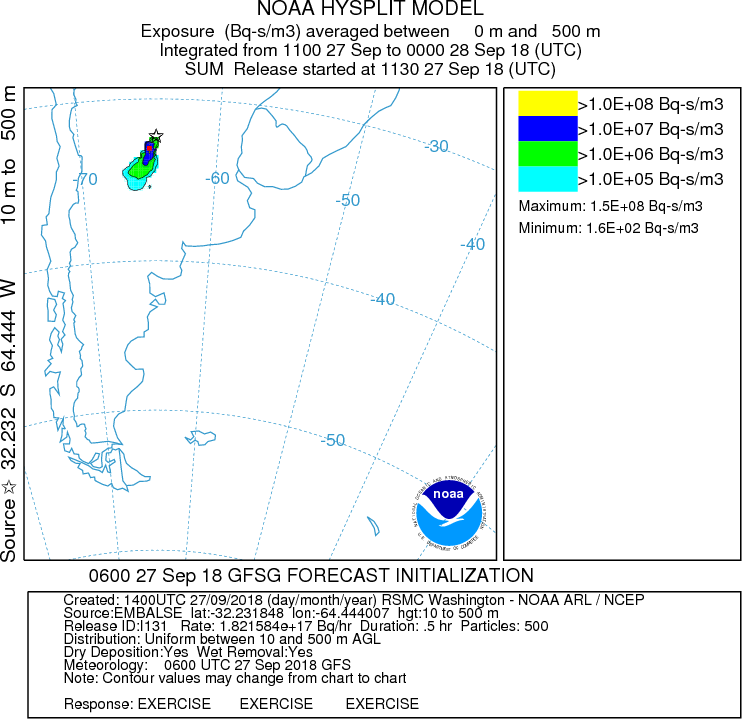 NOAA HYSPLIT MODEL
Exposure (Bq-s/m3) averaged between 0 m and 500 m
Integrated from 1100 27 Sep to 0000 28 Sep 18 (UTC)
SUM Release started at 1130 27 Sep 18 (UTC)
Source ☆ 32.232 S 64.444 W 10 m to 500 m
-70
-60
-50
-30
-40
-40
-50
noaa
>1.0E+08 Bq-s/m3
>1.0E+07 Bq-s/m3
>1.0E+06 Bq-s/m3
>1.0E+05 Bq-s/m3
Maximum: 1.5E+08 Bq-s/m3
Minimum: 1.6E+02 Bq-s/m3
0600 27 Sep 18 GFSG FORECAST INITIALIZATION
Created: 1400UTC 27/09/2018 (day/month/year) RSMC Washington - NOAA ARL / NCEP
Source:EMBALSE lat:-32.231848 lon:-64.444007 hgt:10 to 500 m
Release ID:I131 Rate: 1.821584e+17 Bq/hr Duration: .5 hr Particles: 500
Distribution: Uniform between 10 and 500 m AGL
Dry Deposition:Yes Wet Removal:Yes
Meteorology: 0600 UTC 27 Sep 2018 GFS
Note: Contour values may change from chart to chart
Response: EXERCISE EXERCISE EXERCISE